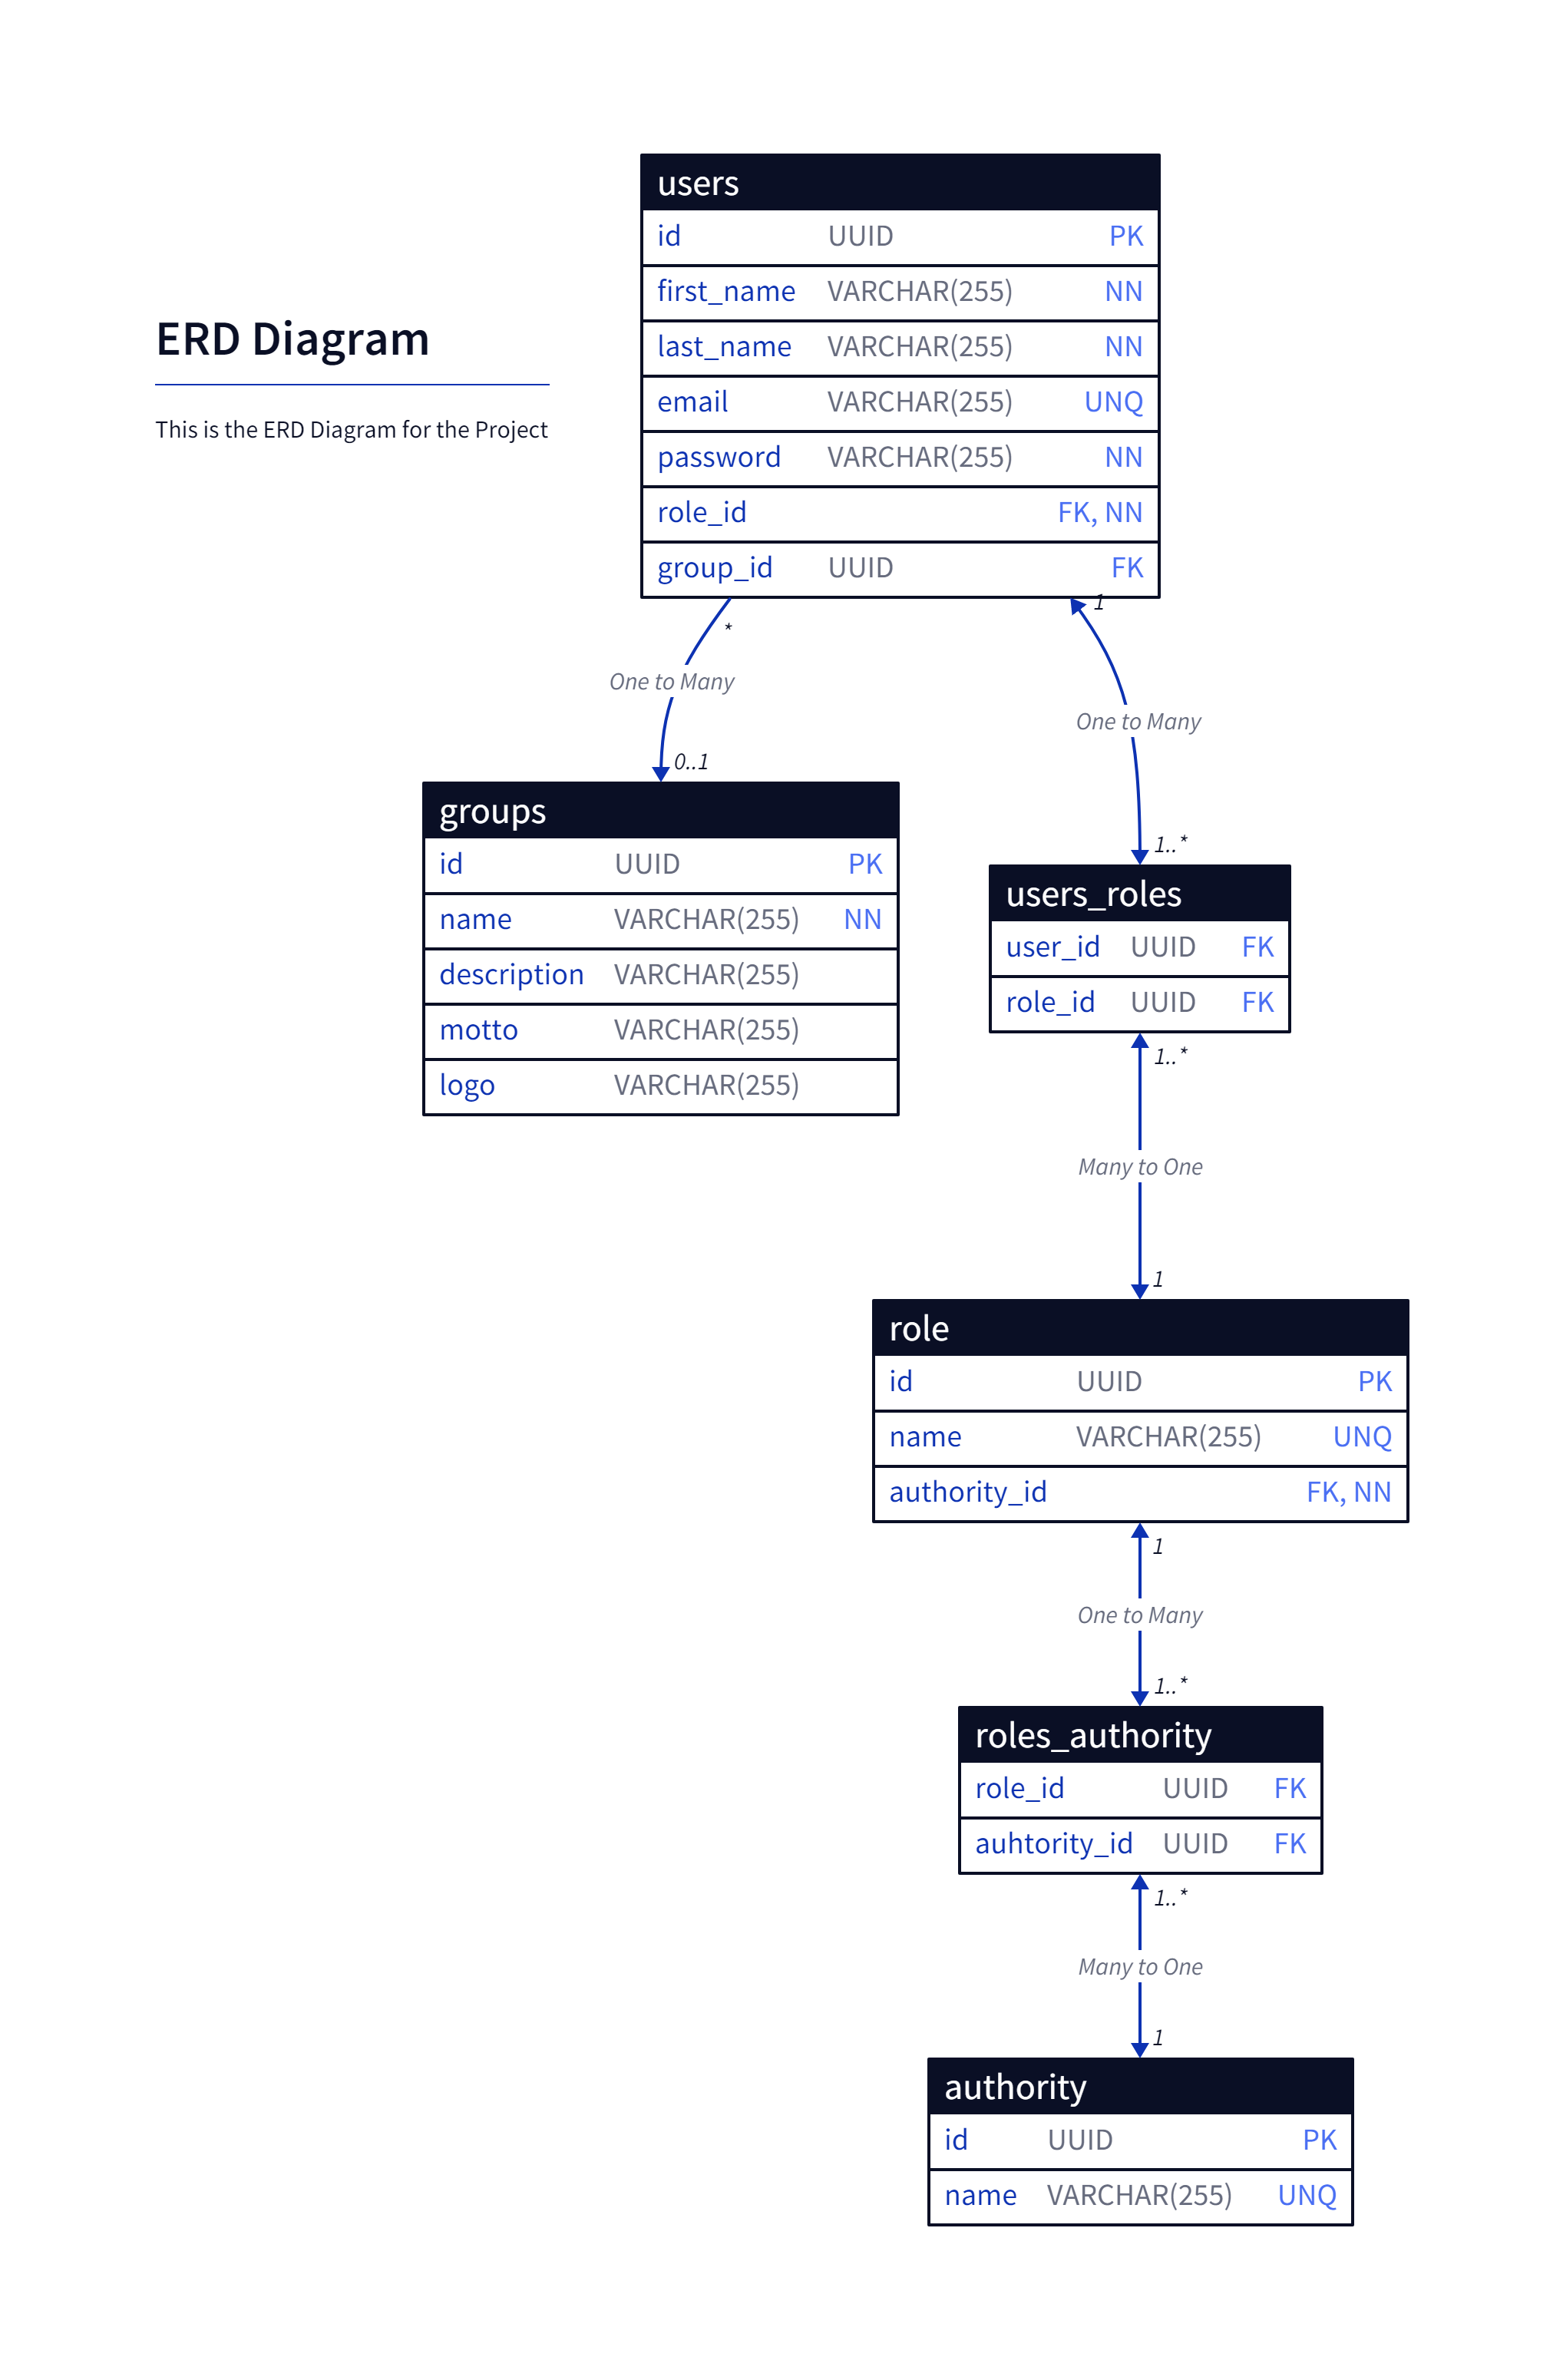 ERD Diagram
This is the ERD Diagram for the Project
users
id UUID PK
first_name VARCHAR(255) NN
last_name VARCHAR(255) NN
email VARCHAR(255) UNQ
password VARCHAR(255) NN
role_id FK, NN
group_id UUID FK
*
One to Many
0..1
1
One to Many
1..*
groups
id UUID PK
name VARCHAR(255) NN
description VARCHAR(255)
motto VARCHAR(255)
logo VARCHAR(255)
users_roles
user_id UUID FK
role_id UUID FK
1..*
Many to One
1
role
id UUID PK
name VARCHAR(255) UNQ
authority_id FK, NN
1
One to Many
1..*
roles_authority
role_id UUID FK
auhtority_id UUID FK
1..*
Many to One
1
authority
id UUID PK
name VARCHAR(255) UNQ